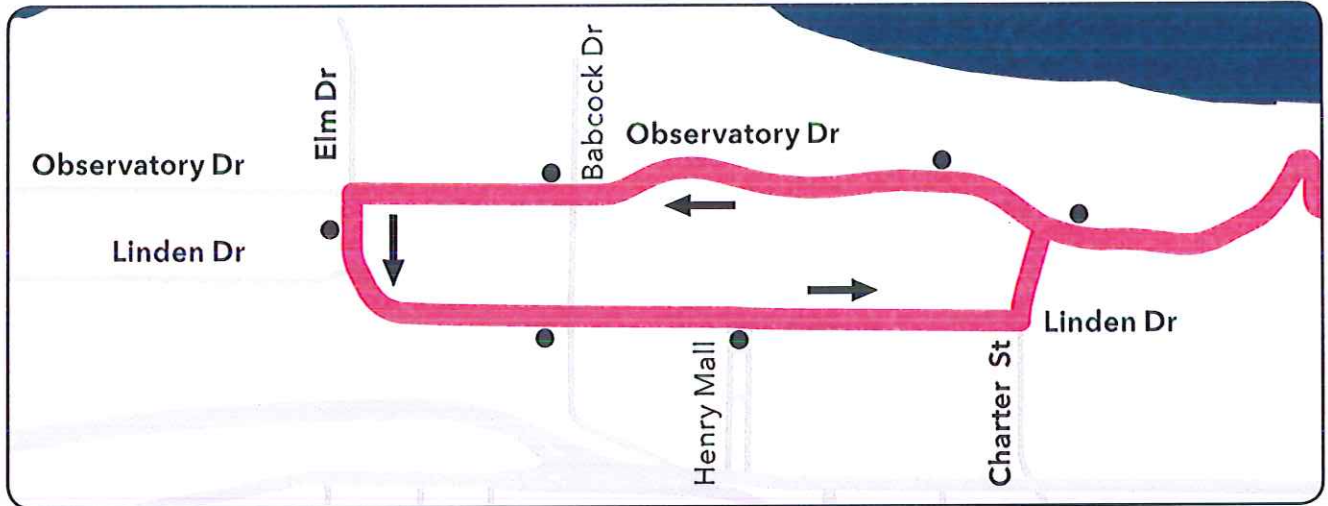 Elm Dr
Babcock Dr
Observatory Dr
Observatory Dr
Linden Dr
Linden Dr
Henry Mall
Charter St